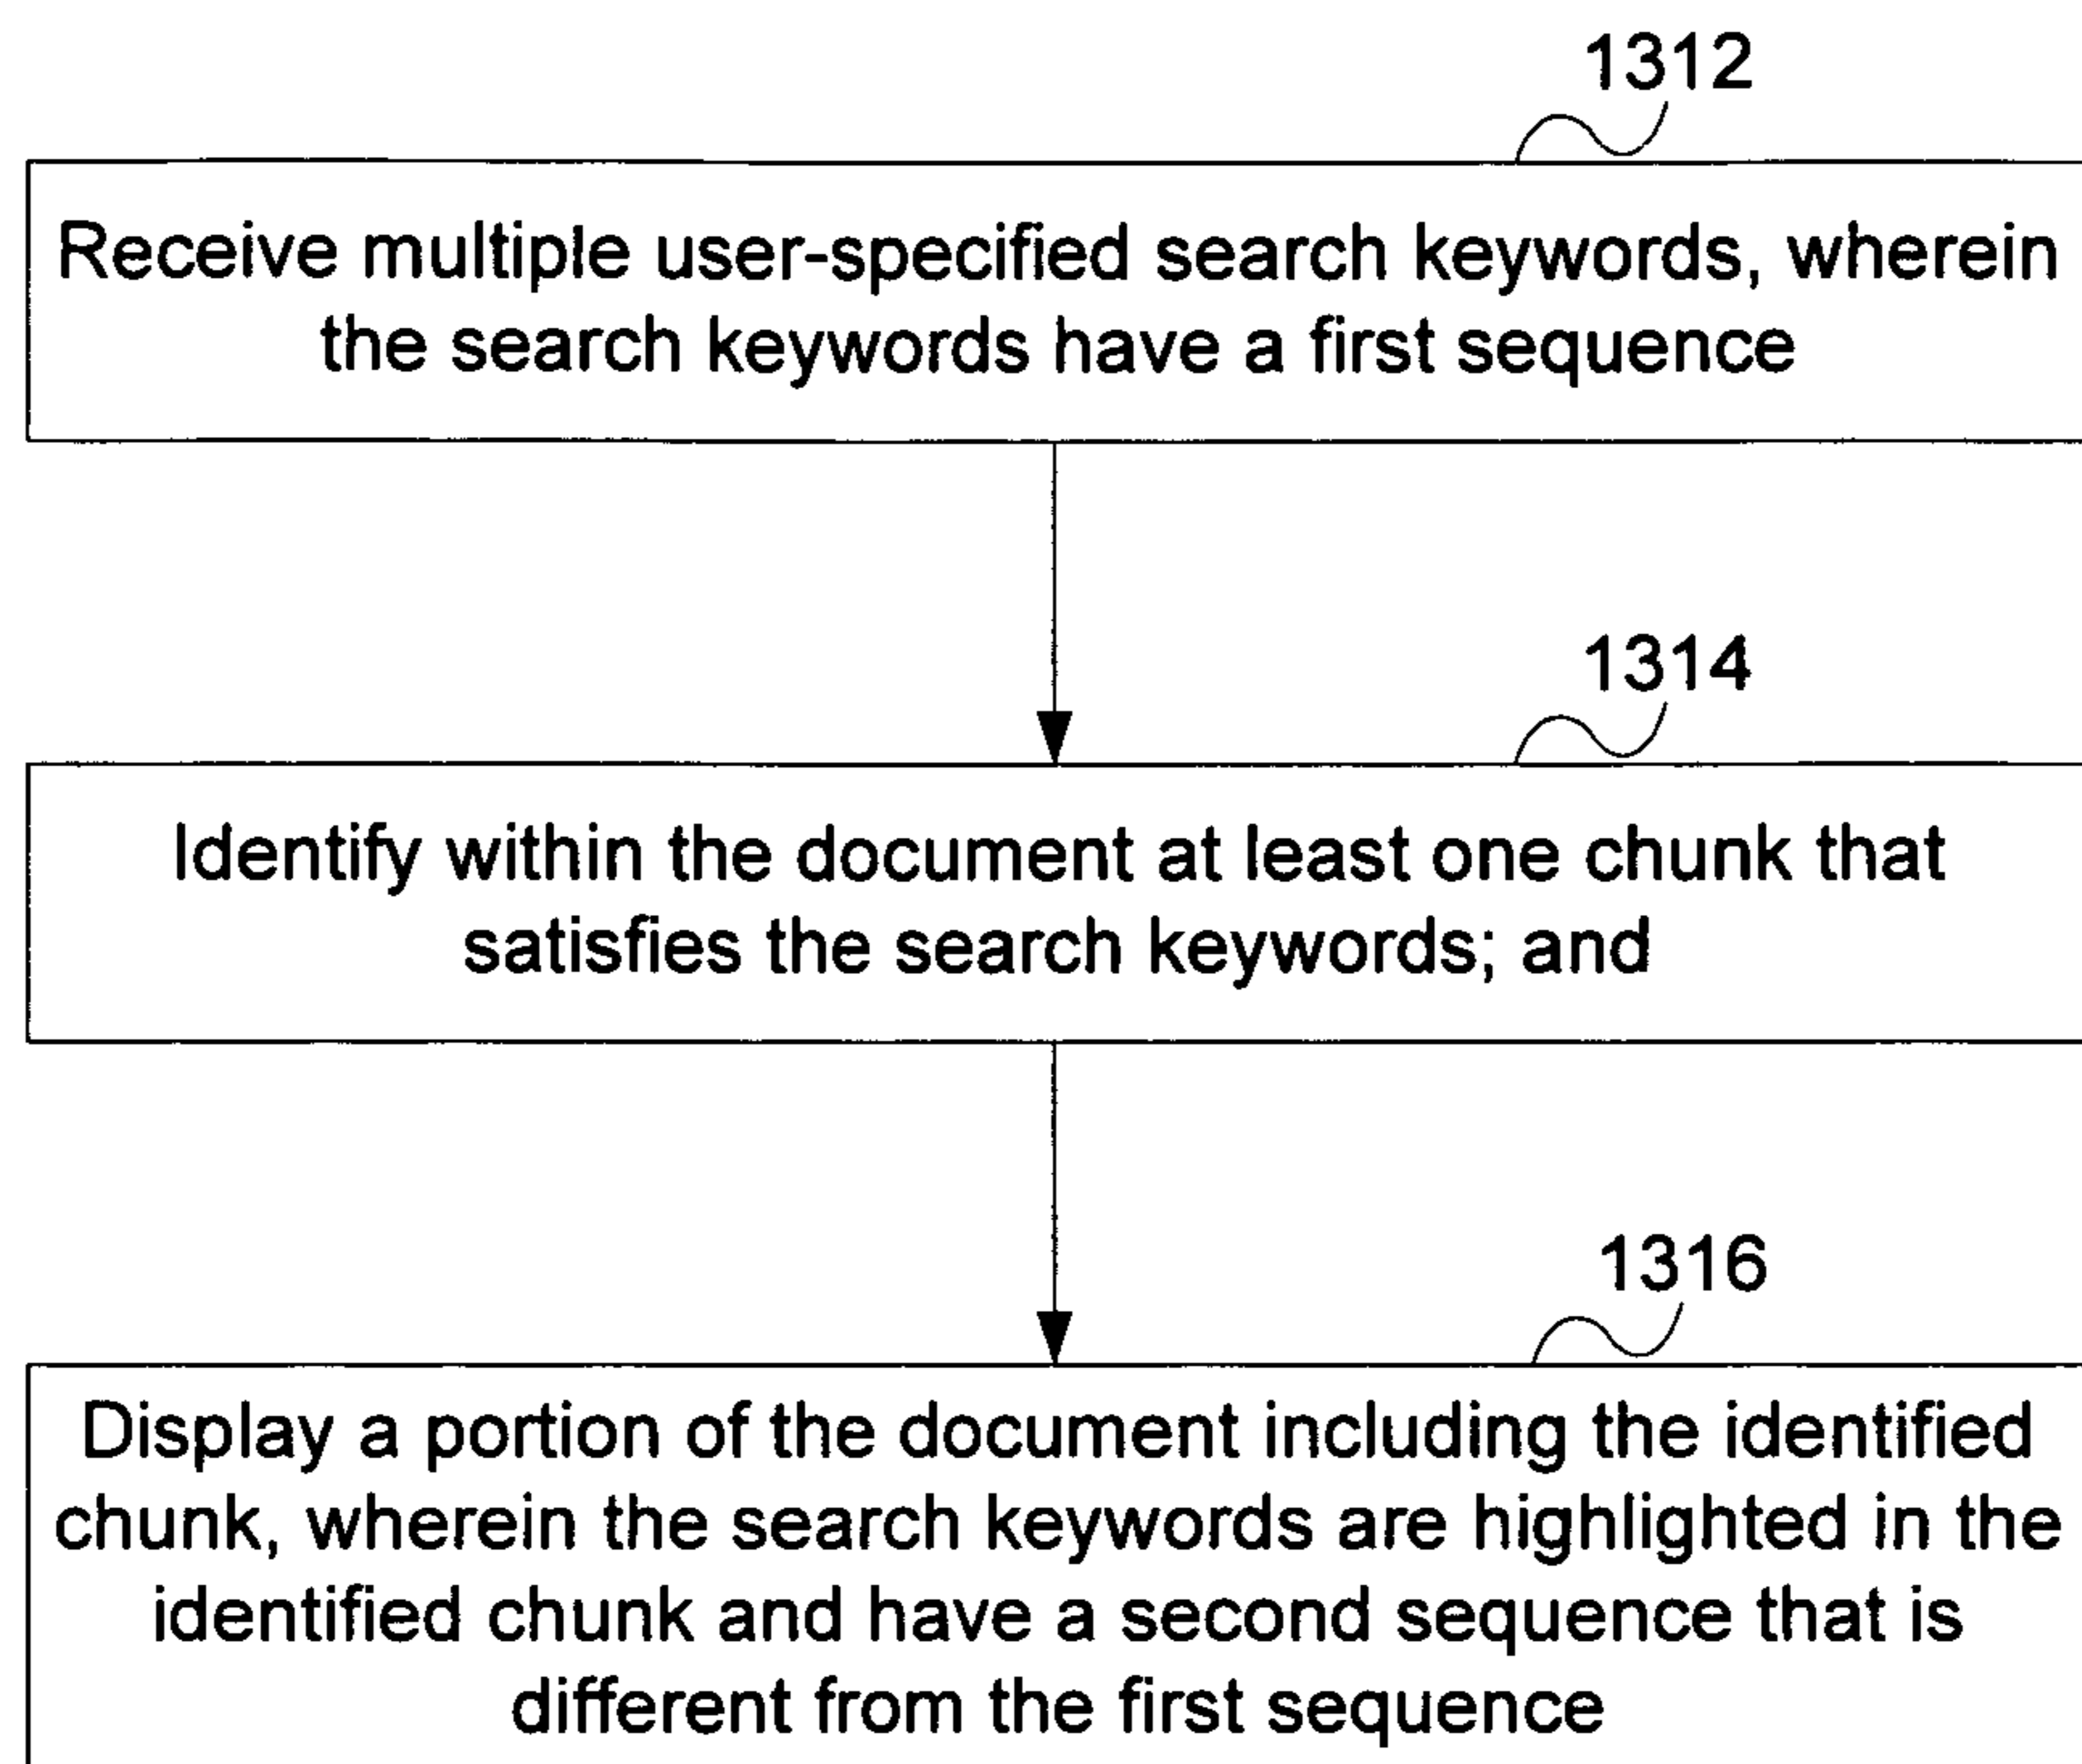 1312
Receive multiple user-specified search keywords, wherein
the search keywords have a first sequence
1314
Identify within the document at least one chunk that
satisfies the search keywords; and
1316
Display a portion of the document including the identified
chunk, wherein the search keywords are highlighted in the
identified chunk and have a second sequence that is
different from the first sequence